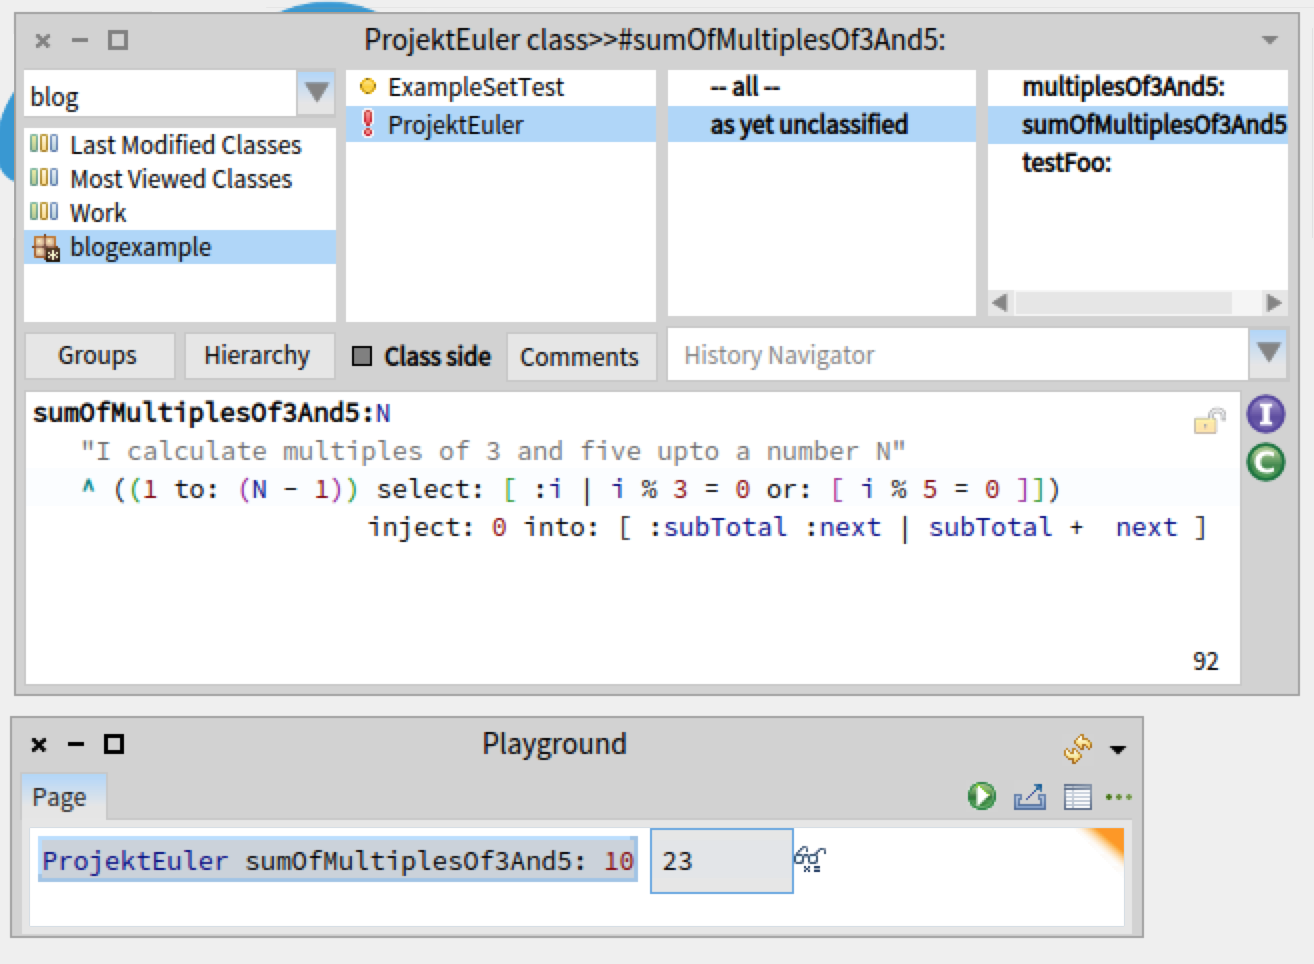 ProjektEuler class>>#sumOfMultiplesOf3And5:
blog
Last Modified Classes
Most Viewed Classes
Work
blogexample
ExampleSetTest
ProjektEuler
-- all --
as yet unclassified
multiplesOf3And5:
sumOfMultiplesOf3And5
testFoo:
Groups
Hierarchy
Class side
Comments
History Navigator
sumOfMultiplesOf3And5:N
"I calculate multiples of 3 and five upto a number N"
^ ((1 to: (N - 1)) select: [ :i | i % 3 = 0 or: [ i % 5 = 0 ]])
inject: 0 into: [ :subTotal :next | subTotal + next ]
I
C
92
Playground
Page
ProjektEuler sumOfMultiplesOf3And5: 10 23